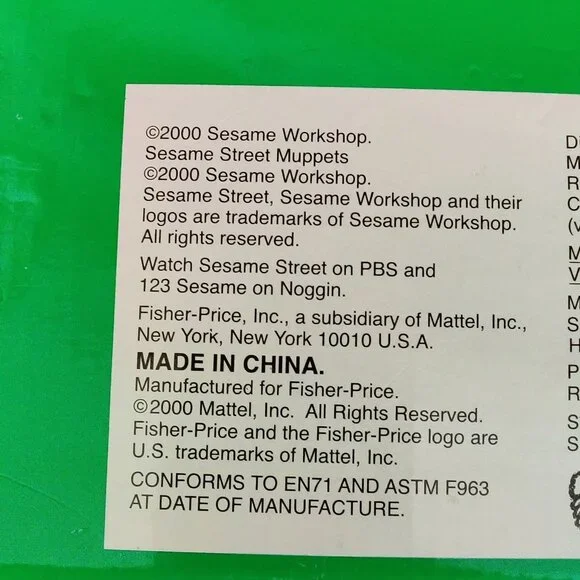 ©2000 Sesame Workshop.
Sesame Street Muppets
©2000 Sesame Workshop.
Sesame Street, Sesame Workshop and their
logos are trademarks of Sesame Workshop.
All rights reserved.
Watch Sesame Street on PBS and
123 Sesame on Noggin.
Fisher-Price, Inc., a subsidiary of Mattel, Inc.,
New York, New York 10010 U.S.A.
MADE IN CHINA.
Manufactured for Fisher-Price.
©2000 Mattel, Inc. All Rights Reserved.
Fisher-Price and the Fisher-Price logo are
U.S. trademarks of Mattel, Inc.
CONFORMS TO EN71 AND ASTM F963
AT DATE OF MANUFACTURE.